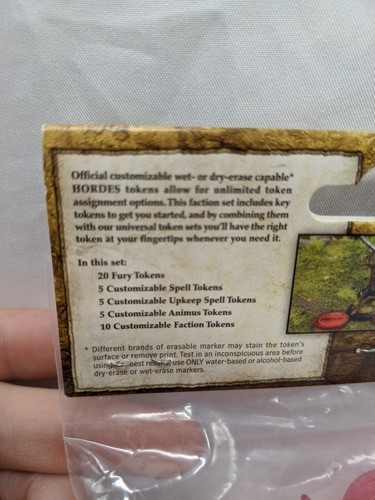 Official customizable wet- or dry-erase capable*
HORDES tokens allow for unlimited token
assignment options. This faction set includes key
tokens to get you started, and by combining them
with our universal token sets you'll have the right
token at your fingertips whenever you need it.
In this set:
20 Fury Tokens
5 Customizable Spell Tokens
5 Customizable Upkeep Spell Tokens
5 Customizable Animus Tokens
10 Customizable Faction Tokens
* Different brands of erasable marker may stain the token's
surface or remove print. Test in an inconspicuous area before
use ONLY water-based or alcohol-based
dry-erase or wet-erase markers.